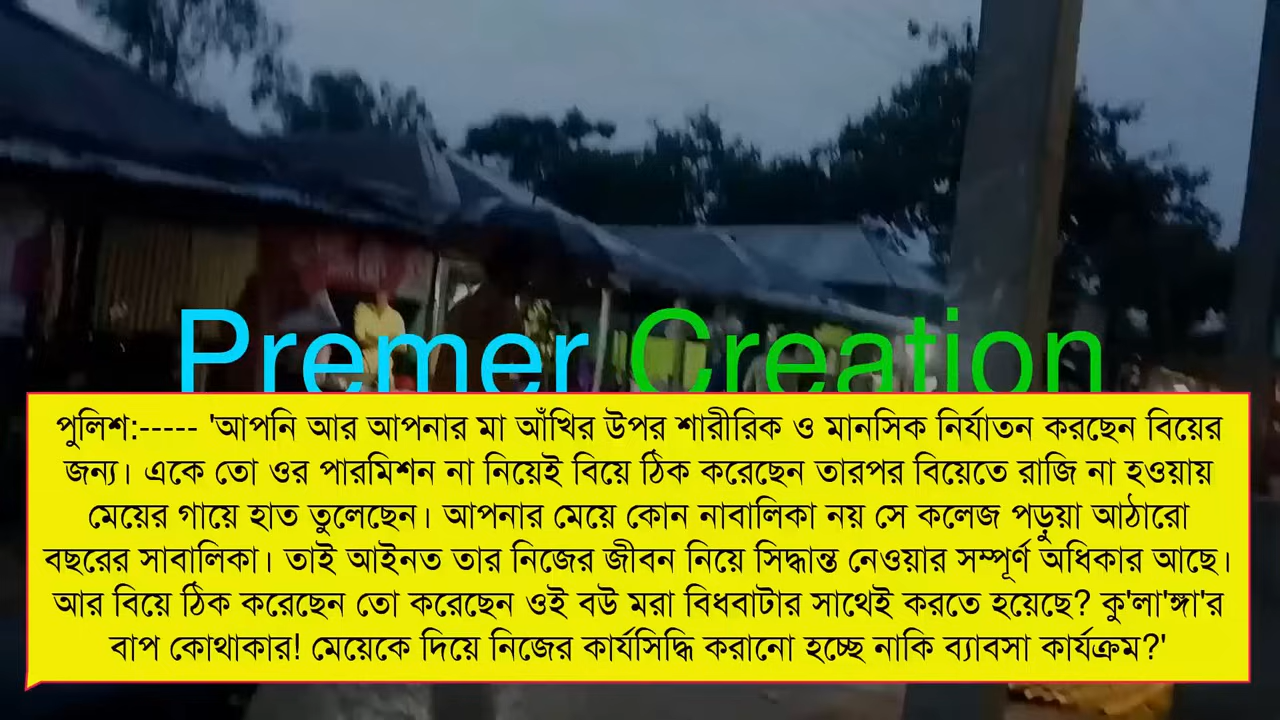 Premer Creation
পুলিশ:----- 'আপনি আর আপনার মা আঁখির উপর শারীরিক ও মানসিক নির্যাতন করছেন বিয়ের
জন্য। একে তো ওর পারমিশন না নিয়েই বিয়ে ঠিক করেছেন তারপর বিয়েতে রাজি না হওয়ায়
মেয়ের গায়ে হাত তুলেছেন। আপনার মেয়ে কোন নাবালিকা নয় সে কলেজ পড়ুয়া আঠারো
বছরের সাবালিকা। তাই আইনত তার নিজের জীবন নিয়ে সিদ্ধান্ত নেওয়ার সম্পূর্ণ অধিকার আছে।
আর বিয়ে ঠিক করেছেন তো করেছেন ওই বউ মরা বিধবাটার সাথেই করতে হয়েছে? কু'লা'ঙ্গা'র
বাপ কোথাকার! মেয়েকে দিয়ে নিজের কার্যসিদ্ধি করানো হচ্ছে নাকি ব্যাবসা কার্যক্রম?'